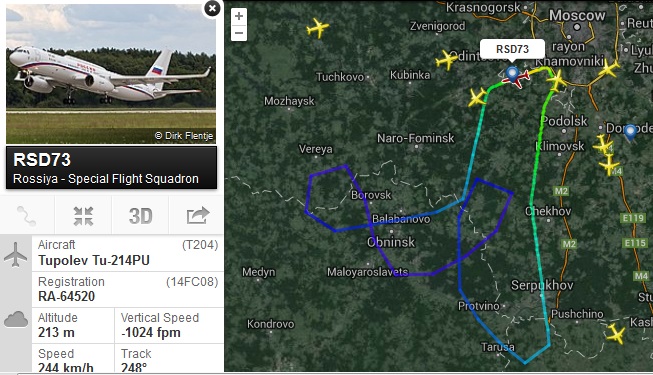 © Dirk Flentje
RSD73
Rossiya - Special Flight Squadron
3D
Aircraft (T204)
Tupolev Tu-214PU
Registration (14FC08)
RA-64520
Altitude Vertical Speed
213 m -1024 fpm
Speed Track
244 km/h 248°
+
−
RSD73
Krasnogorsk
Moscow
Zvenigorod
rayon
Khamovniki
Tuchkovo
Kubinka
Mozhaysk
Podolsk
Naro-Fominsk
Klimovsk
Vereya
M4
Borovsk
M2
Chekhov
E119
Balabanovo
Obninsk
M2
E115
Medyn
Maloyaroslavets
M4
Serpukhov
Protvino
Pushchino
Kondrovo
Tarusa
Kash